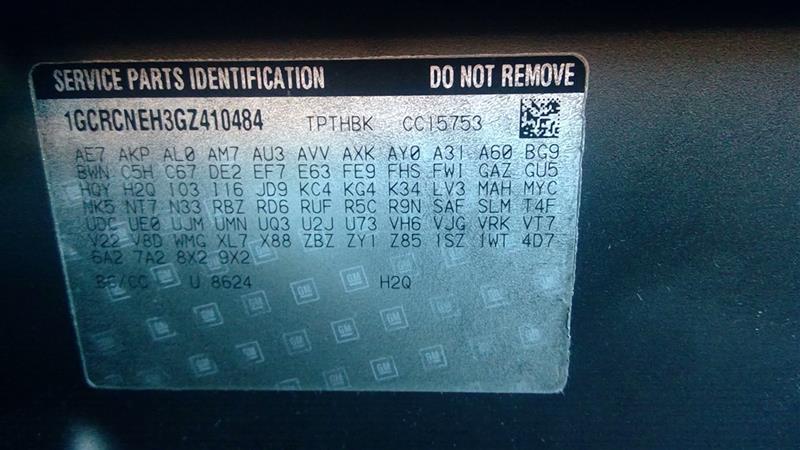 SERVICE PARTS IDENTIFICATION DO NOT REMOVE
1GCRCNEH3GZ410484 TPTHBK CC15753
AE7 AKP AL0 AM7 AU3 AVV AXK AY0 A31 A60 BG9
BWN C5H C67 DE2 EF7 E63 FE9 FHS FWI GAZ GU5
HQY H2Q IO3 I16 JD9 KC4 KG4 K34 LV3 MAH MYC
MK5 NT7 N33 RBZ RD6 RUF R5C R9N SAF SLM T4F
UDC UE0 UJM UMN UQ3 U2J U73 VH6 VJG VRK VT7
V22 V8D WMG XL7 X88 ZBZ ZY1 Z85 1SZ 1WT 4D7
6A2 7A2 8X2 9X2
BC/CC U 8624 H2Q
GM